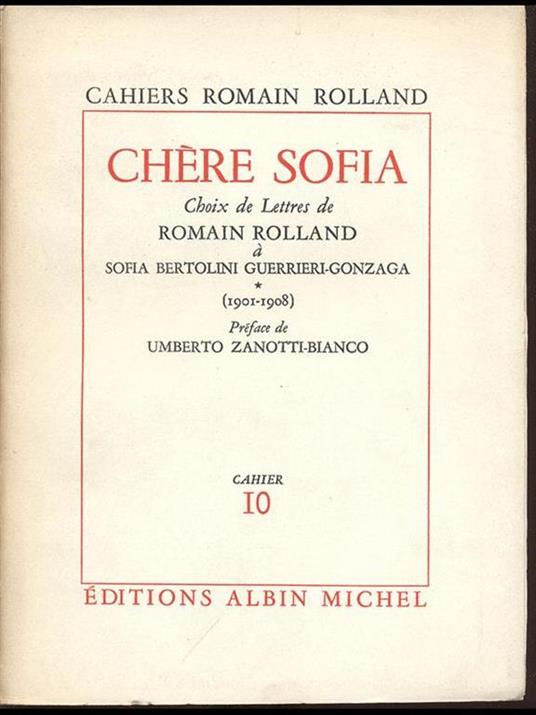 CAHIERS ROMAIN ROLLAND
CHÈRE SOFIA
Choix de Lettres de
ROMAIN ROLLAND
à
SOFIA BERTOLINI GUERRIERI-GONZAGA
*
(1901-1908)
Préface de
UMBERTO ZANOTTI-BIANCO
CAHIER
10
ÉDITIONS ALBIN MICHEL